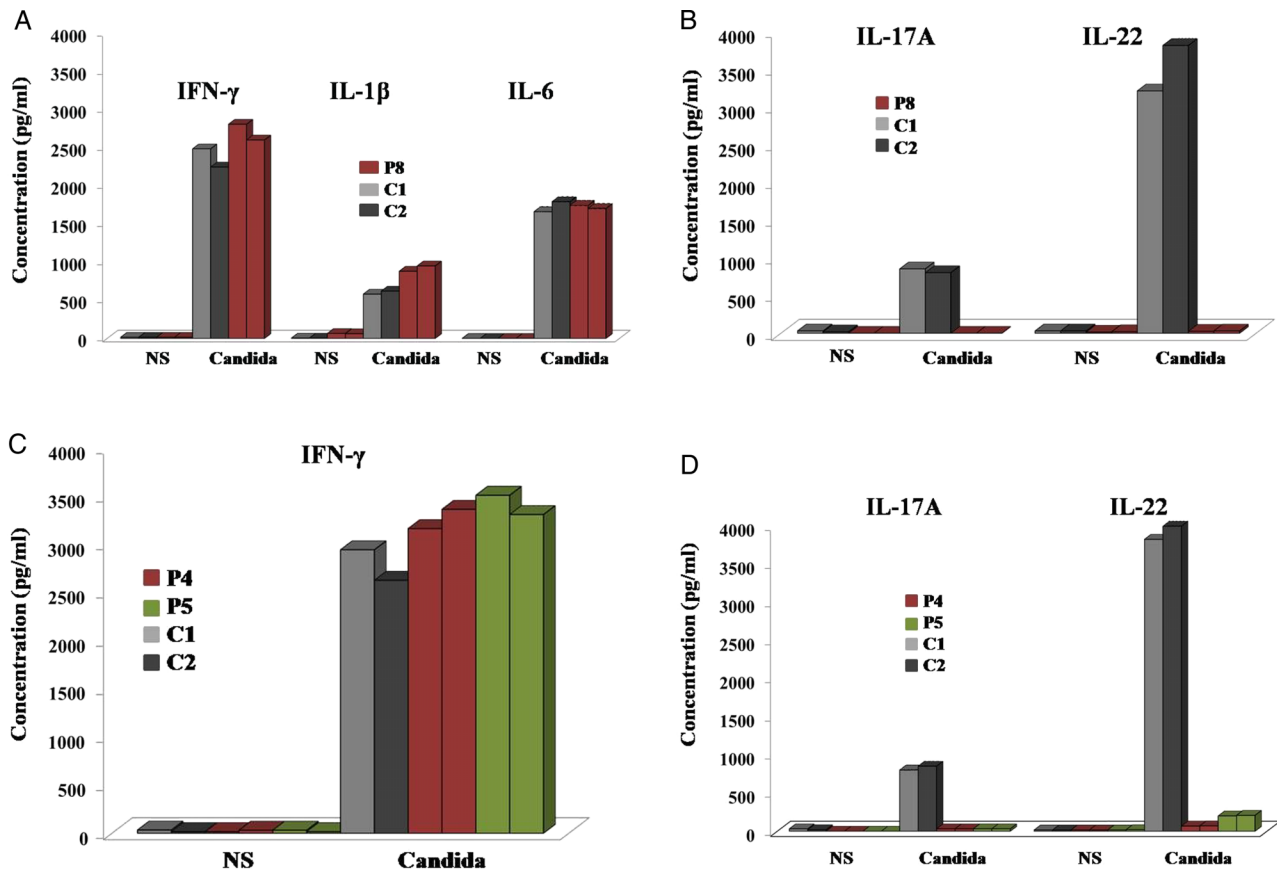 A
Concentration (pg/ml)
4000
3500
3000
2500
2000
1500
1000
500
0
IFN-γ
IL-1β
IL-6
P8
C1
C2
NS Candida NS Candida NS Candida
B
Concentration (pg/ml)
4000
3500
3000
2500
2000
1500
1000
500
0
IL-17A
IL-22
P8
C1
C2
NS Candida NS Candida
C
Concentration (pg/ml)
4000
3500
3000
2500
2000
1500
1000
500
0
IFN-γ
P4
P5
C1
C2
NS Candida
D
Concentration (pg/ml)
4000
3500
3000
2500
2000
1500
1000
500
0
IL-17A
IL-22
P4
P5
C1
C2
NS Candida NS Candida